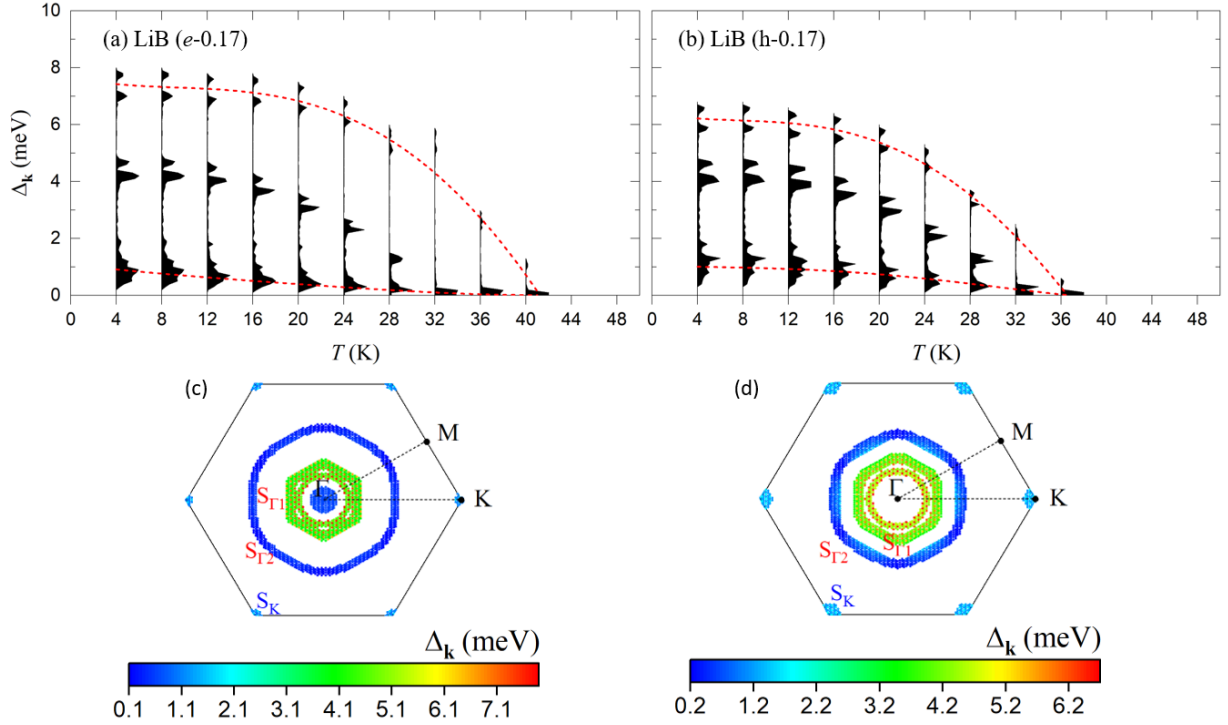 (a) LiB (e-0.17)
(b) LiB (h-0.17)
10
8
6
4
2
0
Δk (meV)
0 4 8 12 16 20 24 28 32 36 40 44 48
0 4 8 12 16 20 24 28 32 36 40 44 48
T (K)
T (K)
(c)
(d)
M
K
Γ
SΓ1
SΓ2
SK
M
K
Γ
SΓ1
SΓ2
SK
Δk (meV)
0.1 1.1 2.1 3.1 4.1 5.1 6.1 7.1
Δk (meV)
0.2 1.2 2.2 3.2 4.2 5.2 6.2